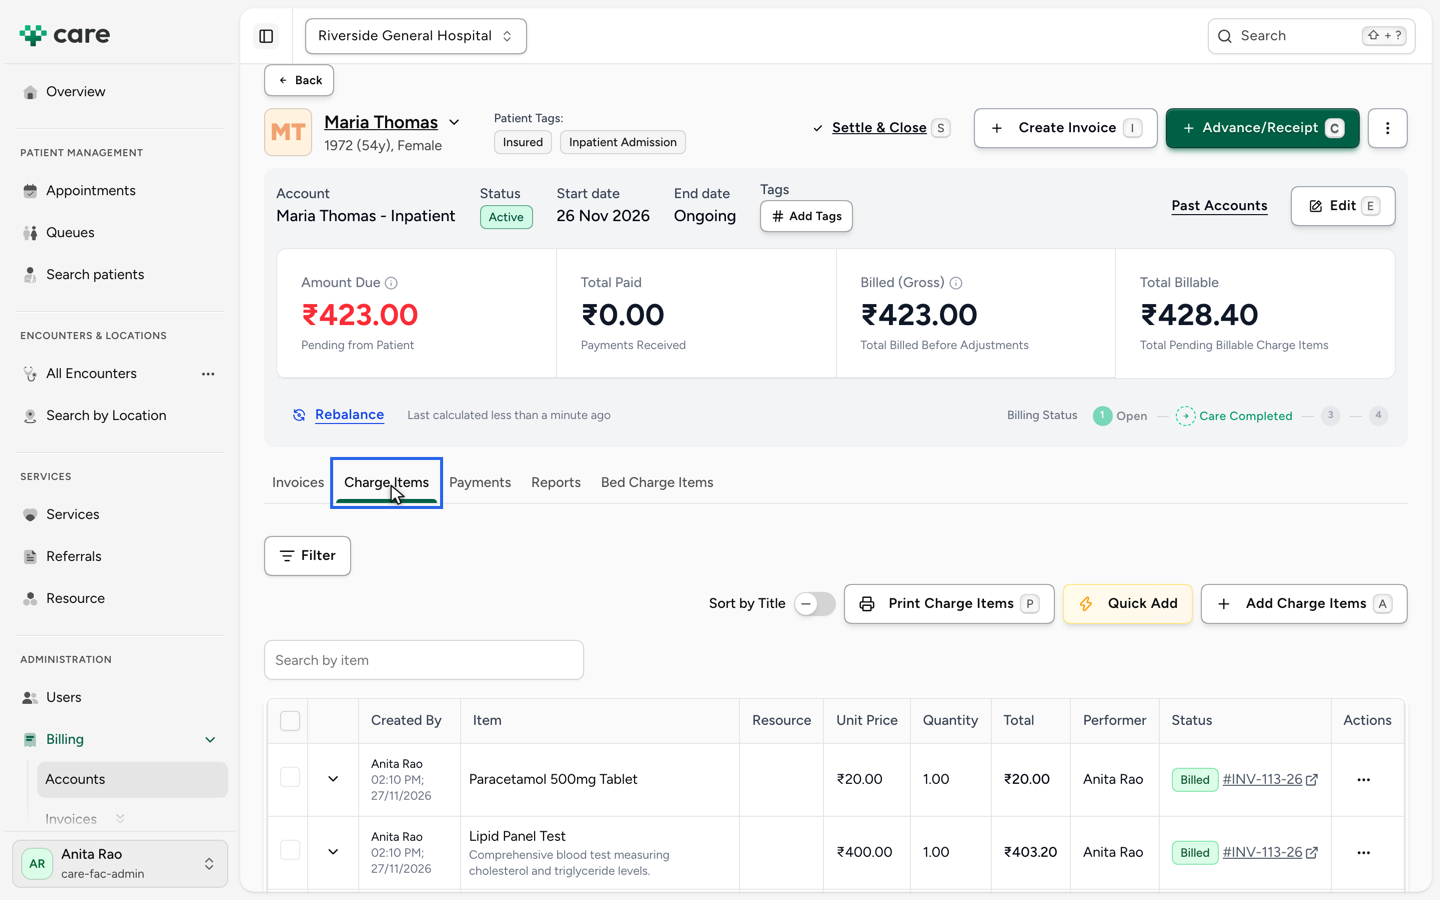 care
Riverside General Hospital
Search
⇧ + ?
Overview
PATIENT MANAGEMENT
Appointments
Queues
Search patients
ENCOUNTERS & LOCATIONS
All Encounters
Search by Location
SERVICES
Services
Referrals
Resource
ADMINISTRATION
Users
Billing
Accounts
Invoices
AR
Anita Rao
care-fac-admin
Back
MT
Maria Thomas
1972 (54y), Female
Patient Tags:
Insured
Inpatient Admission
Settle & Close S
+ Create Invoice I
+ Advance/Receipt C
Account
Maria Thomas - Inpatient
Status
Active
Start date
26 Nov 2026
End date
Ongoing
Tags
# Add Tags
Past Accounts
Edit E
Amount Due
₹423.00
Pending from Patient
Total Paid
₹0.00
Payments Received
Billed (Gross)
₹423.00
Total Billed Before Adjustments
Total Billable
₹428.40
Total Pending Billable Charge Items
Rebalance
Last calculated less than a minute ago
Billing Status
1 Open
Care Completed
3
4
Invoices
Charge Items
Payments
Reports
Bed Charge Items
Filter
Sort by Title
Print Charge Items P
Quick Add
+ Add Charge Items A
Search by item
Created By
Item
Resource
Unit Price
Quantity
Total
Performer
Status
Actions
Anita Rao
02:10 PM;
27/11/2026
Paracetamol 500mg Tablet
₹20.00
1.00
₹20.00
Anita Rao
Billed
#INV-113-26
Anita Rao
02:10 PM;
27/11/2026
Lipid Panel Test
Comprehensive blood test measuring
cholesterol and triglyceride levels.
₹400.00
1.00
₹403.20
Anita Rao
Billed
#INV-113-26